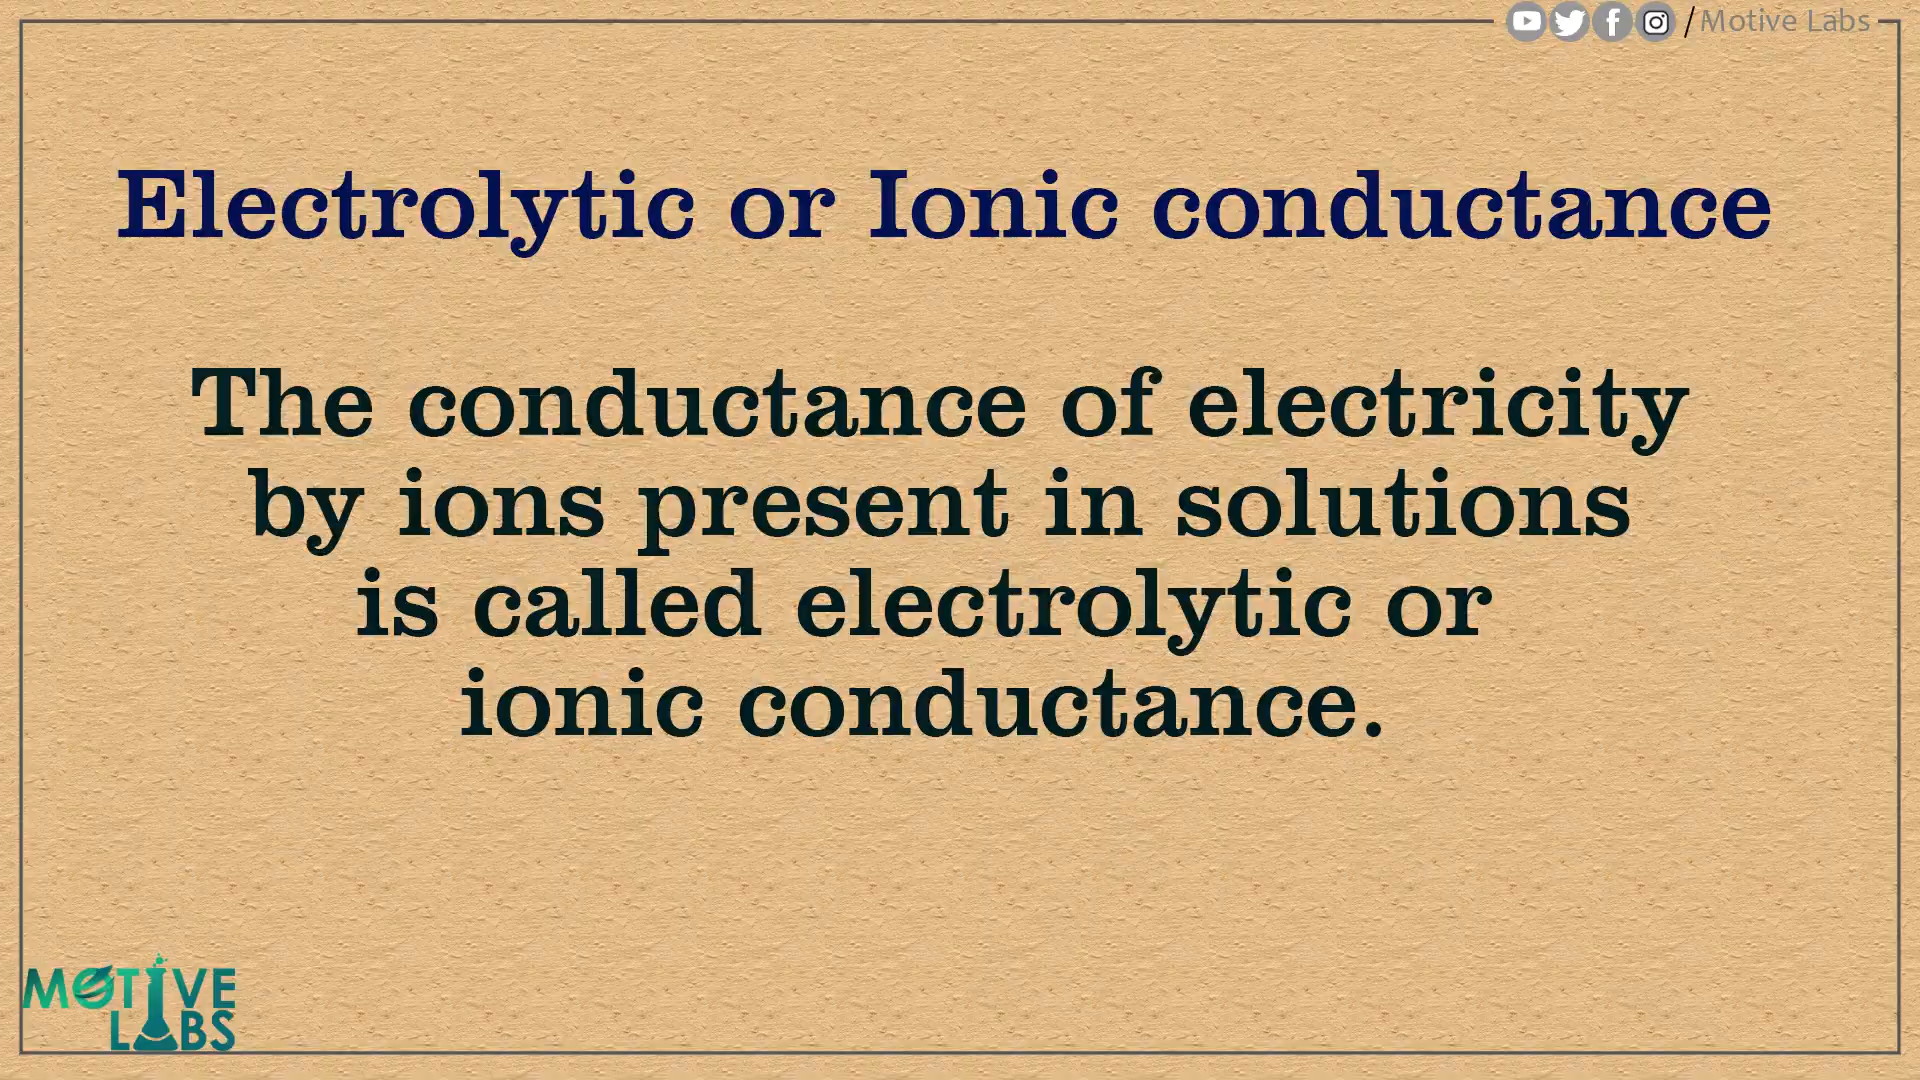 /Motive Labs
Electrolytic or Ionic conductance
The conductance of electricity
by ions present in solutions
is called electrolytic or
ionic conductance.
MOTIVE
LABS